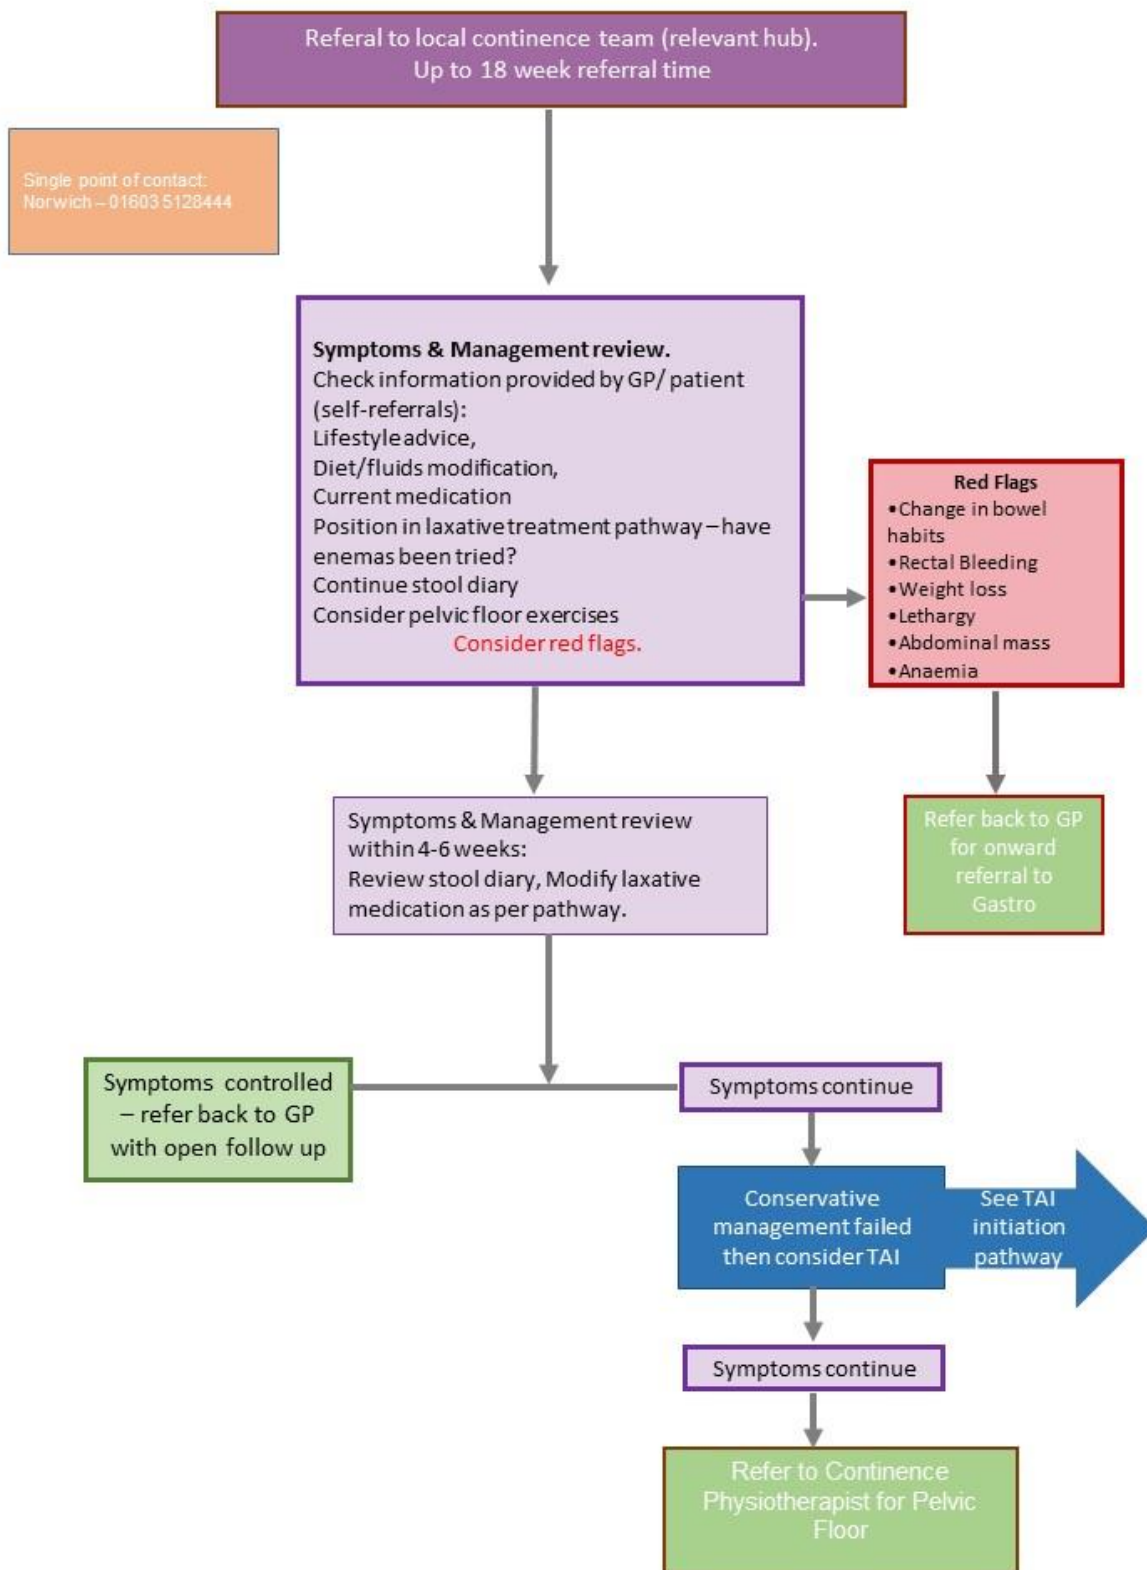 Referal to local continence team (relevant hub).
Up to 18 week referral time
Single point of contact:
Norwich – 01603 5128444
Symptoms & Management review.
Check information provided by GP/ patient
(self-referrals):
Lifestyle advice,
Diet/fluids modification,
Current medication
Position in laxative treatment pathway – have
enemas been tried?
Continue stool diary
Consider pelvic floor exercises
Consider red flags.
Red Flags
•Change in bowel
habits
•Rectal Bleeding
•Weight loss
•Lethargy
•Abdominal mass
•Anaemia
Refer back to GP
for onward
referral to
Gastro
Symptoms & Management review
within 4-6 weeks:
Review stool diary, Modify laxative
medication as per pathway.
Symptoms controlled
– refer back to GP
with open follow up
Symptoms continue
Conservative
management failed
then consider TAI
See TAI
initiation
pathway
Symptoms continue
Refer to Continence
Physiotherapist for Pelvic
Floor